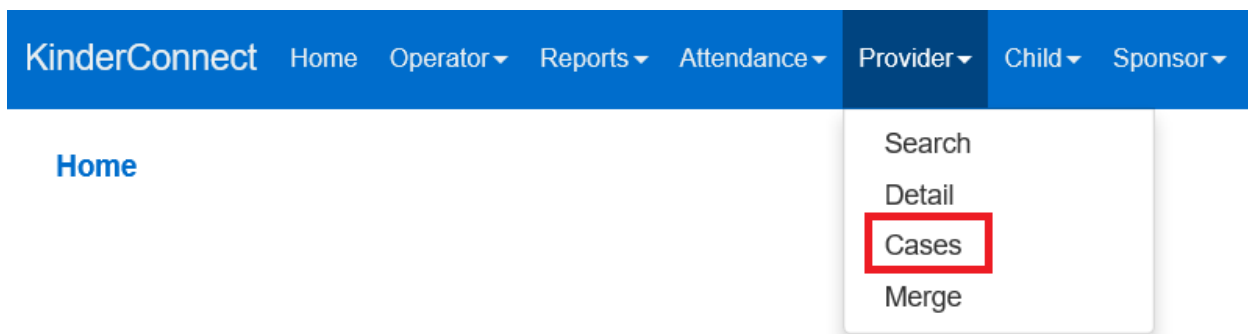 KinderConnect Home Operator Reports Attendance Provider Child Sponsor
Home
Search
Detail
Cases
Merge